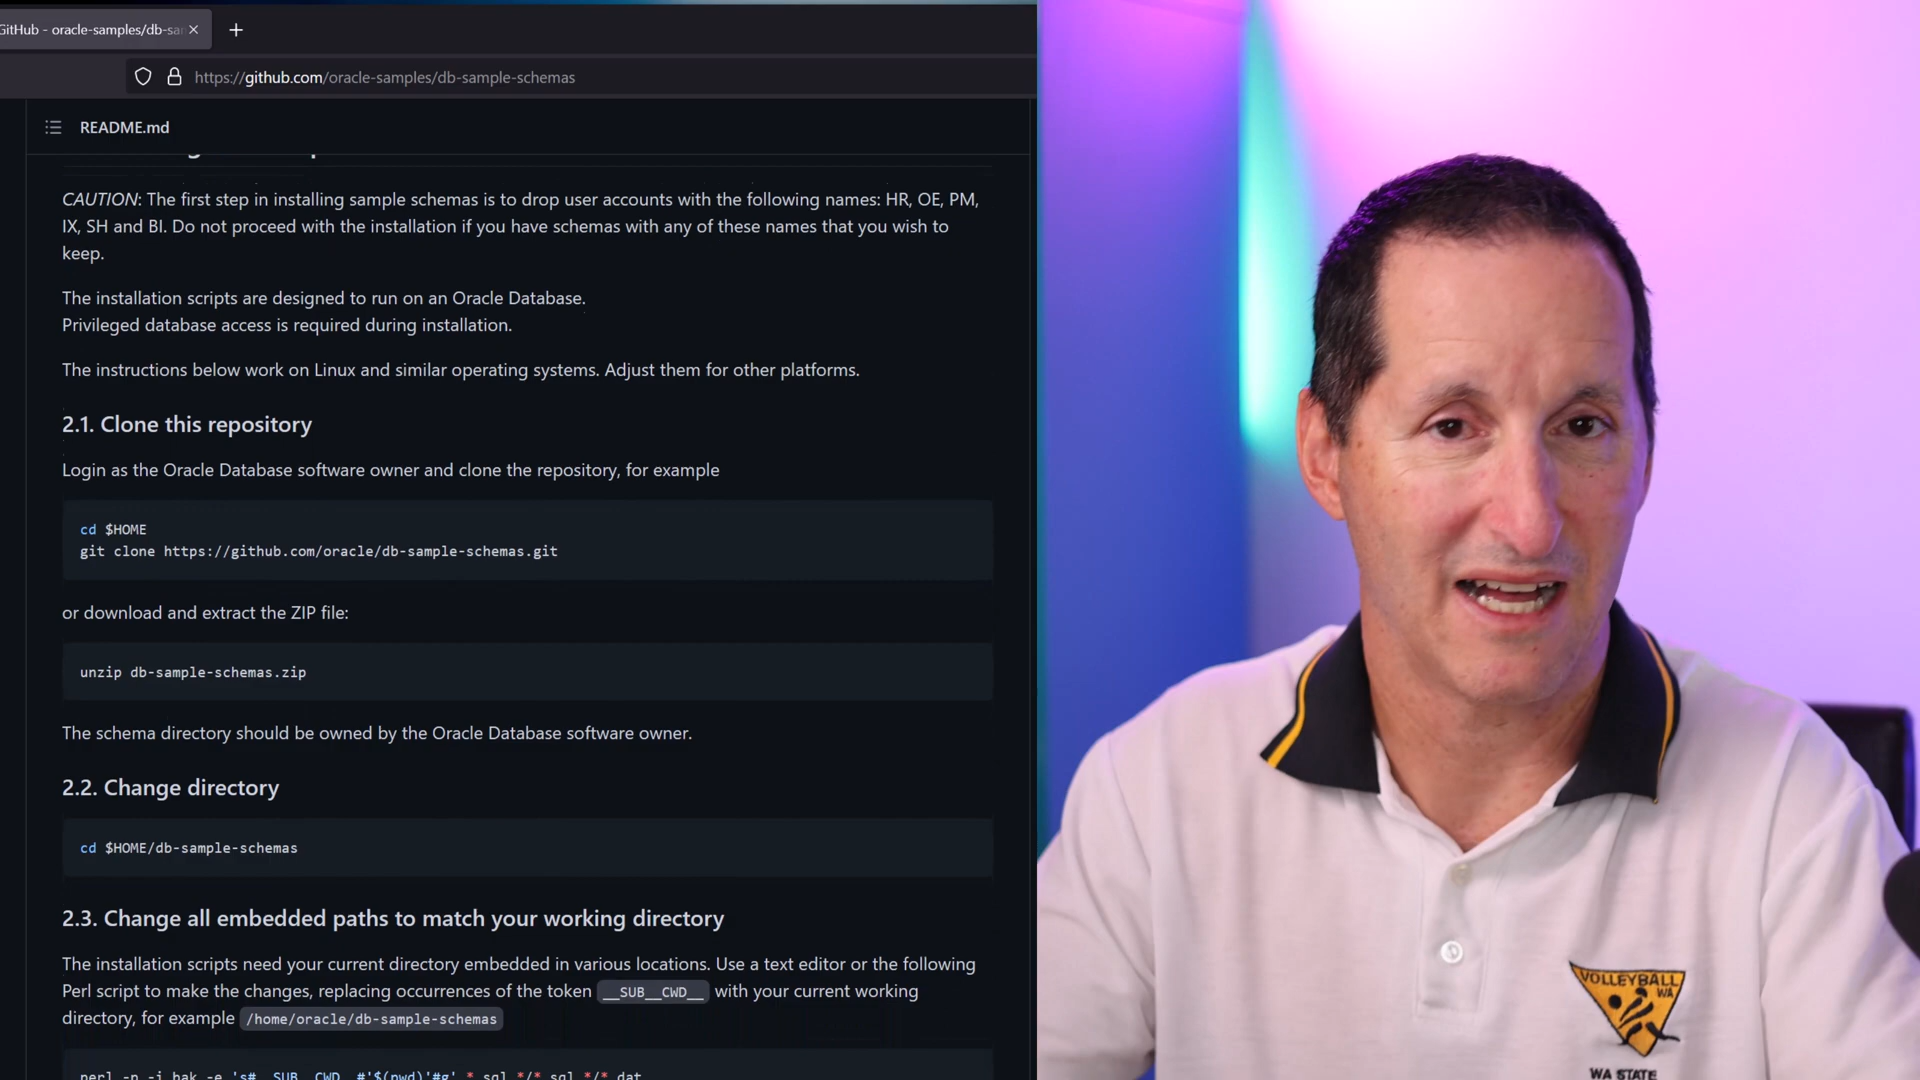 GitHub - oracle-samples/db-sa
https://github.com/oracle-samples/db-sample-schemas
README.md
CAUTION: The first step in installing sample schemas is to drop user accounts with the following names: HR, OE, PM,
IX, SH and BI. Do not proceed with the installation if you have schemas with any of these names that you wish to
keep.
The installation scripts are designed to run on an Oracle Database.
Privileged database access is required during installation.
The instructions below work on Linux and similar operating systems. Adjust them for other platforms.
2.1. Clone this repository
Login as the Oracle Database software owner and clone the repository, for example
cd $HOME
git clone https://github.com/oracle/db-sample-schemas.git
or download and extract the ZIP file:
unzip db-sample-schemas.zip
The schema directory should be owned by the Oracle Database software owner.
2.2. Change directory
cd $HOME/db-sample-schemas
2.3. Change all embedded paths to match your working directory
The installation scripts need your current directory embedded in various locations. Use a text editor or the following
Perl script to make the changes, replacing occurrences of the token __SUB__CWD__ with your current working
directory, for example /home/oracle/db-sample-schemas
perl -p -i.bak -e 's#__SUB__CWD__#'$(pwd)'#g' *.sql */*.sql */*.dat
VOLLEYBALL
WA
WA STATE